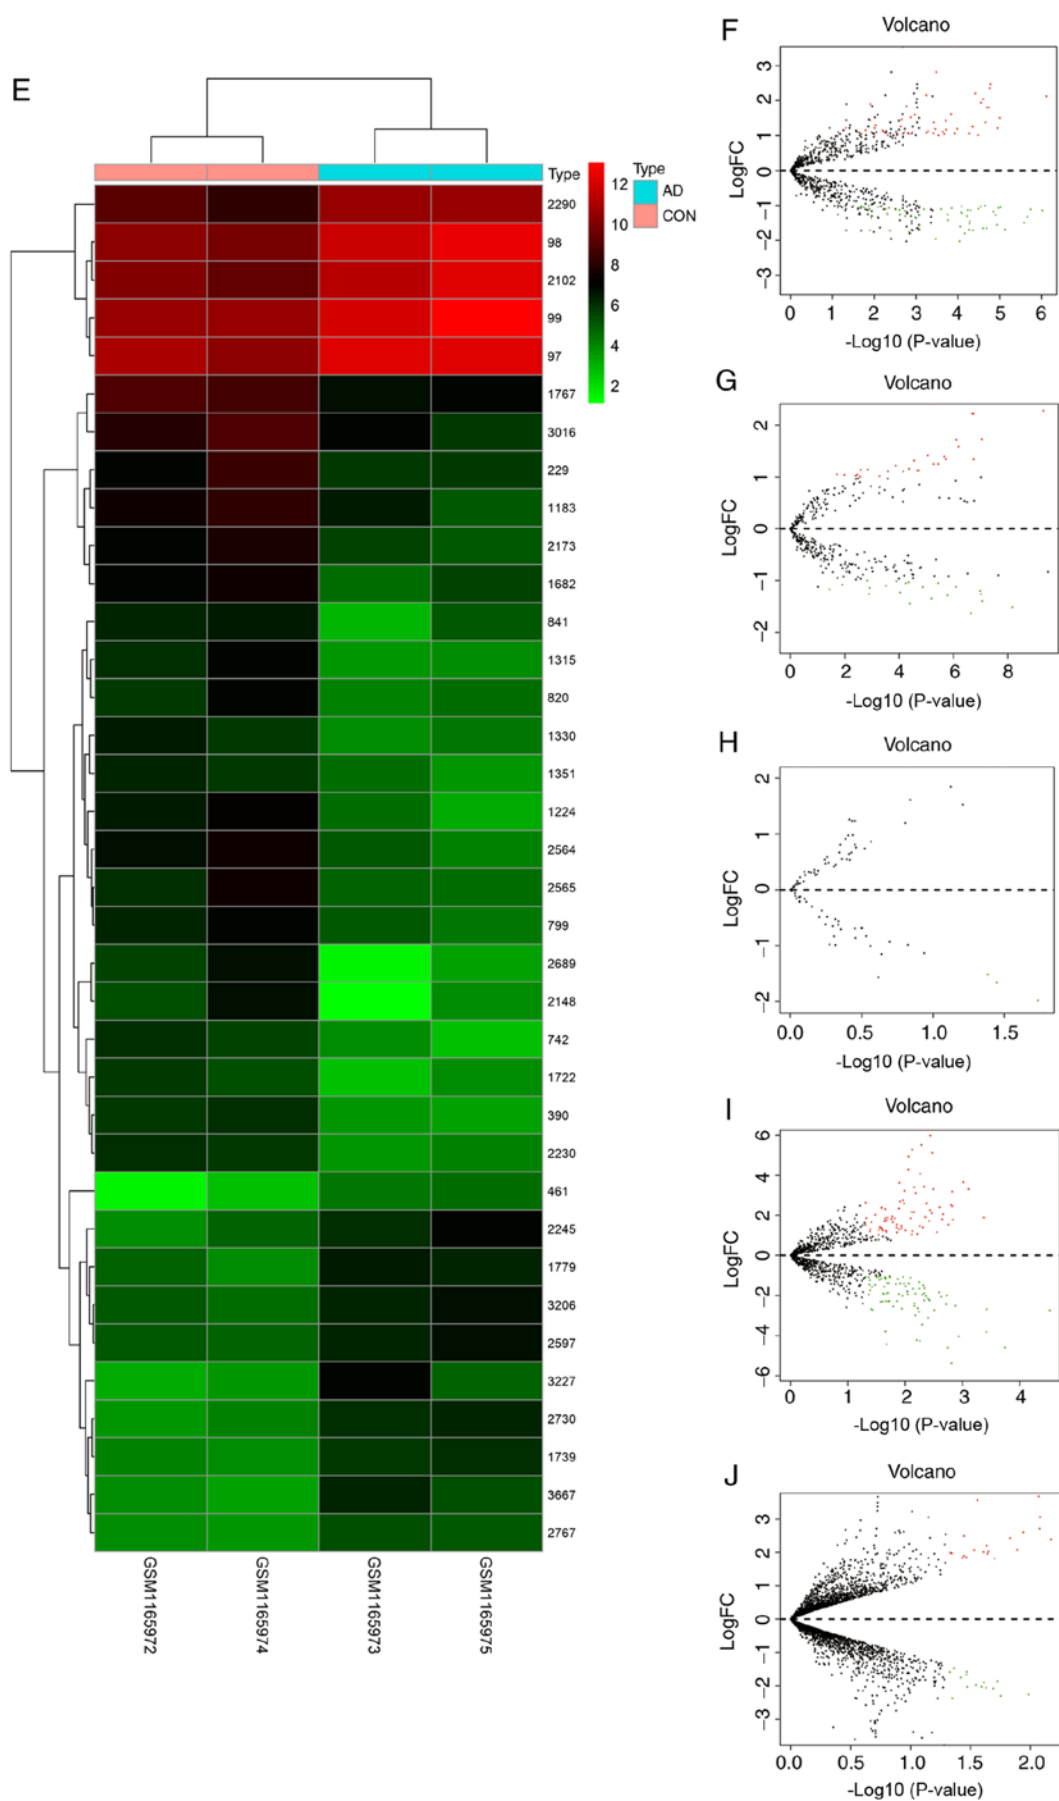 E
Type
2290
98
2102
99
97
1767
3016
229
1183
2173
1682
841
1315
820
1330
1351
1224
2564
2565
799
2689
2148
742
1722
390
2230
461
2245
1779
3206
2597
3227
2730
1739
3667
2767
GSM1165972
GSM1165974
GSM1165973
GSM1165975
12
10
8
6
4
2
Type
AD
CON
F
Volcano
LogFC
3
2
1
0
−1
−2
−3
0 1 2 3 4 5 6
-Log10 (P-value)
G
Volcano
LogFC
2
1
0
−1
−2
0 2 4 6 8
-Log10 (P-value)
H
Volcano
LogFC
2
1
0
−1
−2
0.0 0.5 1.0 1.5
-Log10 (P-value)
I
Volcano
LogFC
6
4
2
0
−2
−4
−6
0 1 2 3 4
-Log10 (P-value)
J
Volcano
LogFC
3
2
1
0
−1
−2
−3
0.0 0.5 1.0 1.5 2.0
-Log10 (P-value)